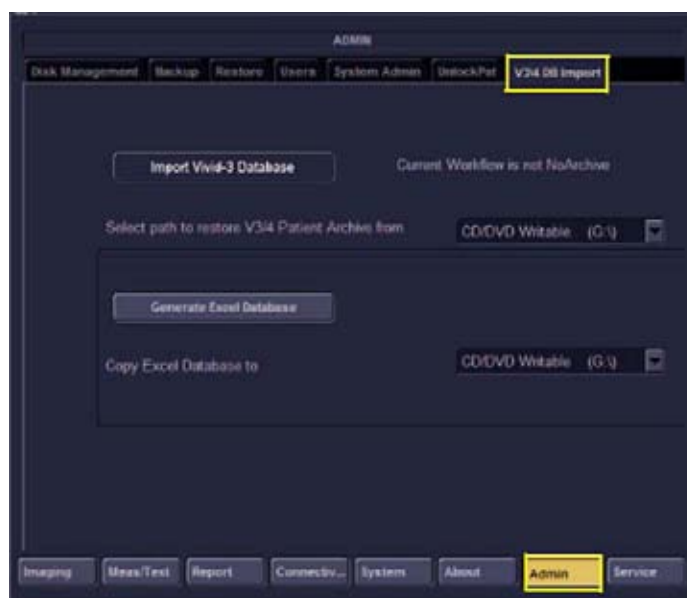 ADMIN
Disk Management Backup Restore Users System Admin UnlockPat V3/4 DB Import
Import Vivid-3 Database Current Workflow is not NoArchive
Select path to restore V3/4 Patient Archive from CD/DVD Writable (G:\)
Generate Excel Database
Copy Excel Database to CD/DVD Writable (G:\)
Imaging Meas/Text Report Connectiv... System About Admin Service